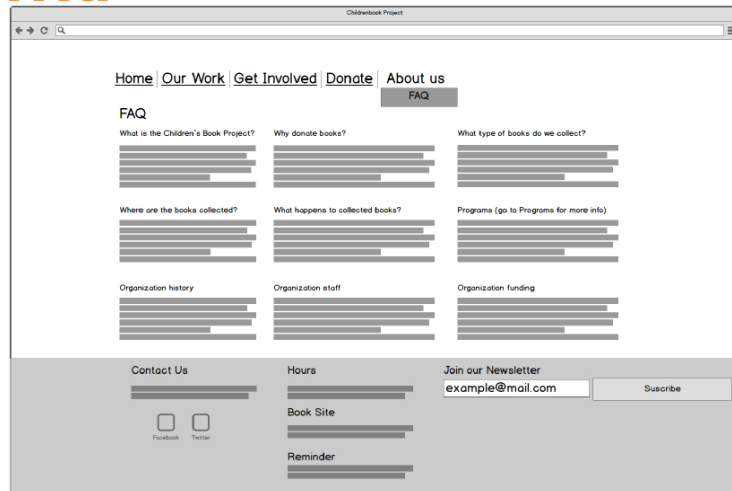 Childrenbook Project
Home Our Work Get Involved Donate About us
FAQ
FAQ
What is the Children's Book Project? Why donate books? What type of books do we collect?
Where are the books collected? What happens to collected books? Programs (go to Programs for more info)
Organization history Organization staff Organization funding
Contact Us Hours Join our Newsletter
example@mail.com Suscribe
Book Site
Facebook Twitter
Reminder